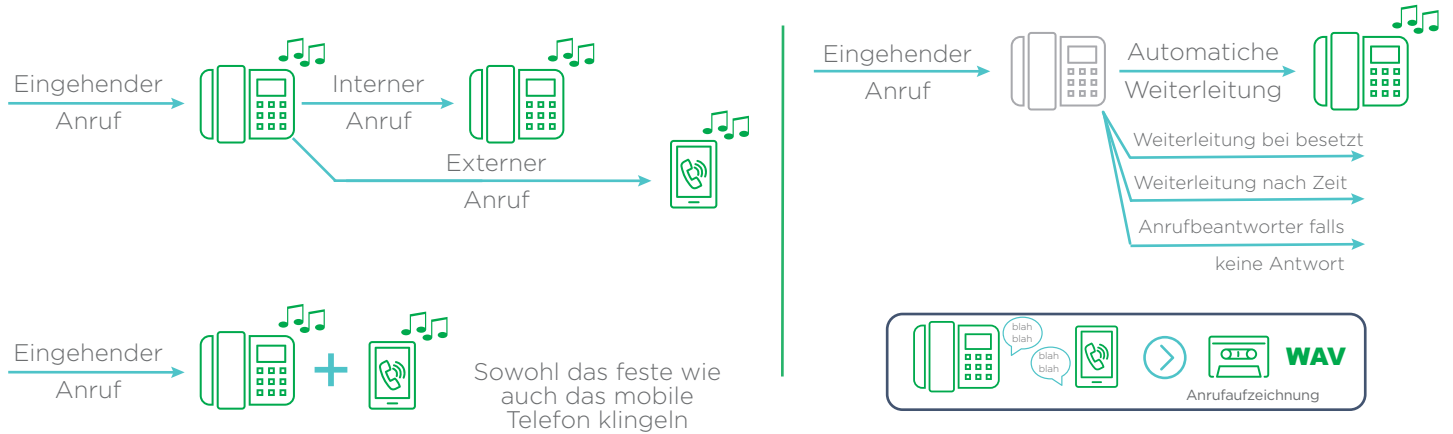 Eingehender
Anruf
Interner
Anruf
Externer
Anruf
Eingehender
Anruf
Sowohl das feste wie
auch das mobile
Telefon klingeln
Eingehender
Anruf
Automatiche
Weiterleitung
Weiterleitung bei besetzt
Weiterleitung nach Zeit
Anrufbeantworter falls
keine Antwort
blah
blah
blah
blah
WAV
Anrufaufzeichnung